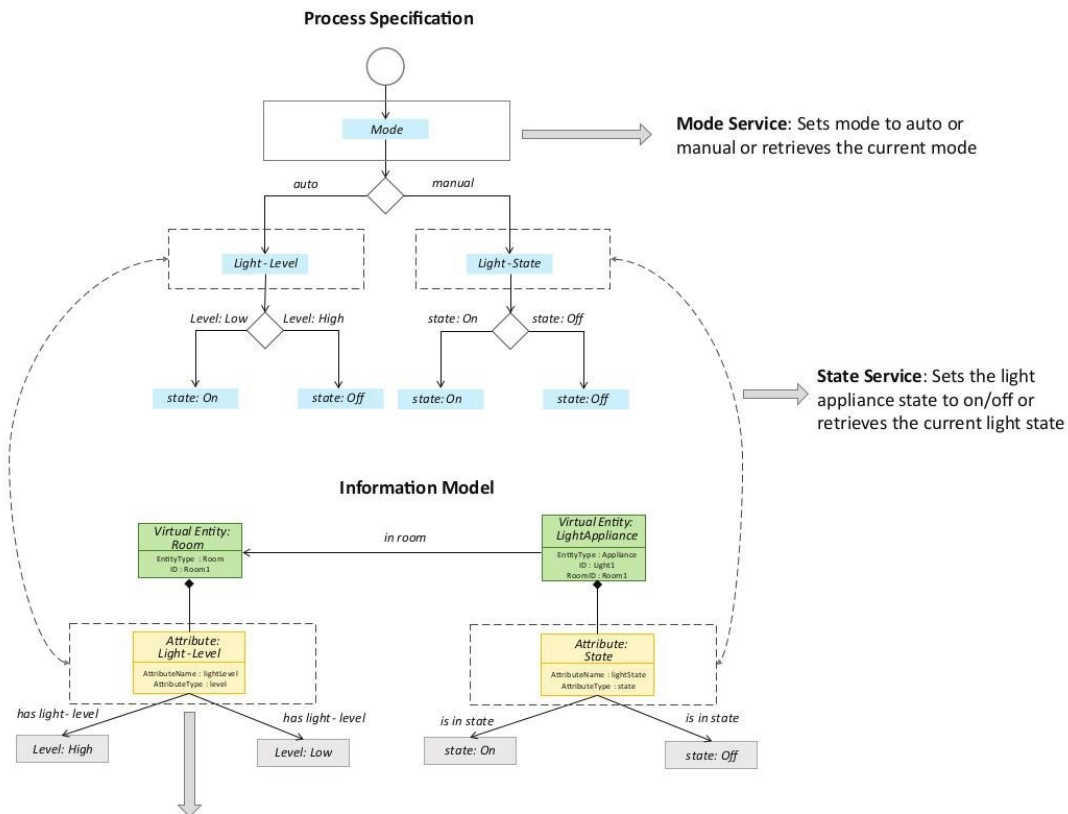 Process Specification
Mode
Mode Service: Sets mode to auto or
manual or retrieves the current mode
auto
manual
Light-Level
Light-State
Level: Low
Level: High
state: On
state: Off
state: On
state: Off
state: On
state: Off
State Service: Sets the light
appliance state to on/off or
retrieves the current light state
Information Model
Virtual Entity:
Room
EntityType : Room
ID : Room1
in room
Virtual Entity:
LightAppliance
EntityType : Appliance
ID : Light1
RoomID : Room1
Attribute:
Light-Level
AttributeName : lightLevel
AttributeType : level
Attribute:
State
AttributeName : lightState
AttributeType : state
has light- level
has light- level
is in state
is in state
Level: High
Level: Low
state: On
state: Off